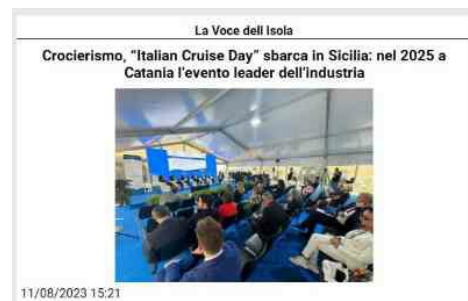 La Voce dell Isola
Crocierismo, “Italian Cruise Day” sbarca in Sicilia: nel 2025 a
Catania l’evento leader dell’industria
11/08/2023 15:21